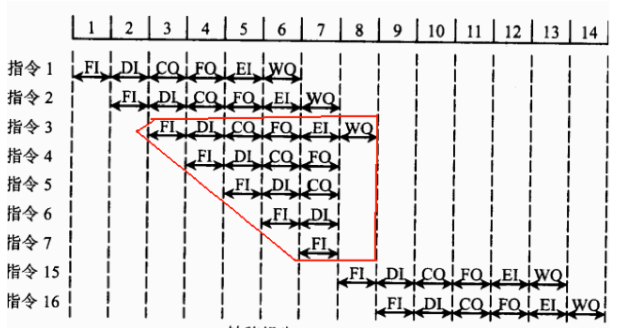 1 2 3 4 5 6 7 8 9 10 11 12 13 14
指令 1 FI DI CO FO EI WO
指令 2 FI DI CO FO EI WO
指令 3 FI DI CO FO EI WO
指令 4 FI DI CO FO
指令 5 FI DI CO
指令 6 FI DI
指令 7 FI
指令 15 FI DI CO FO EI WO
指令 16 FI DI CO FO EI WO